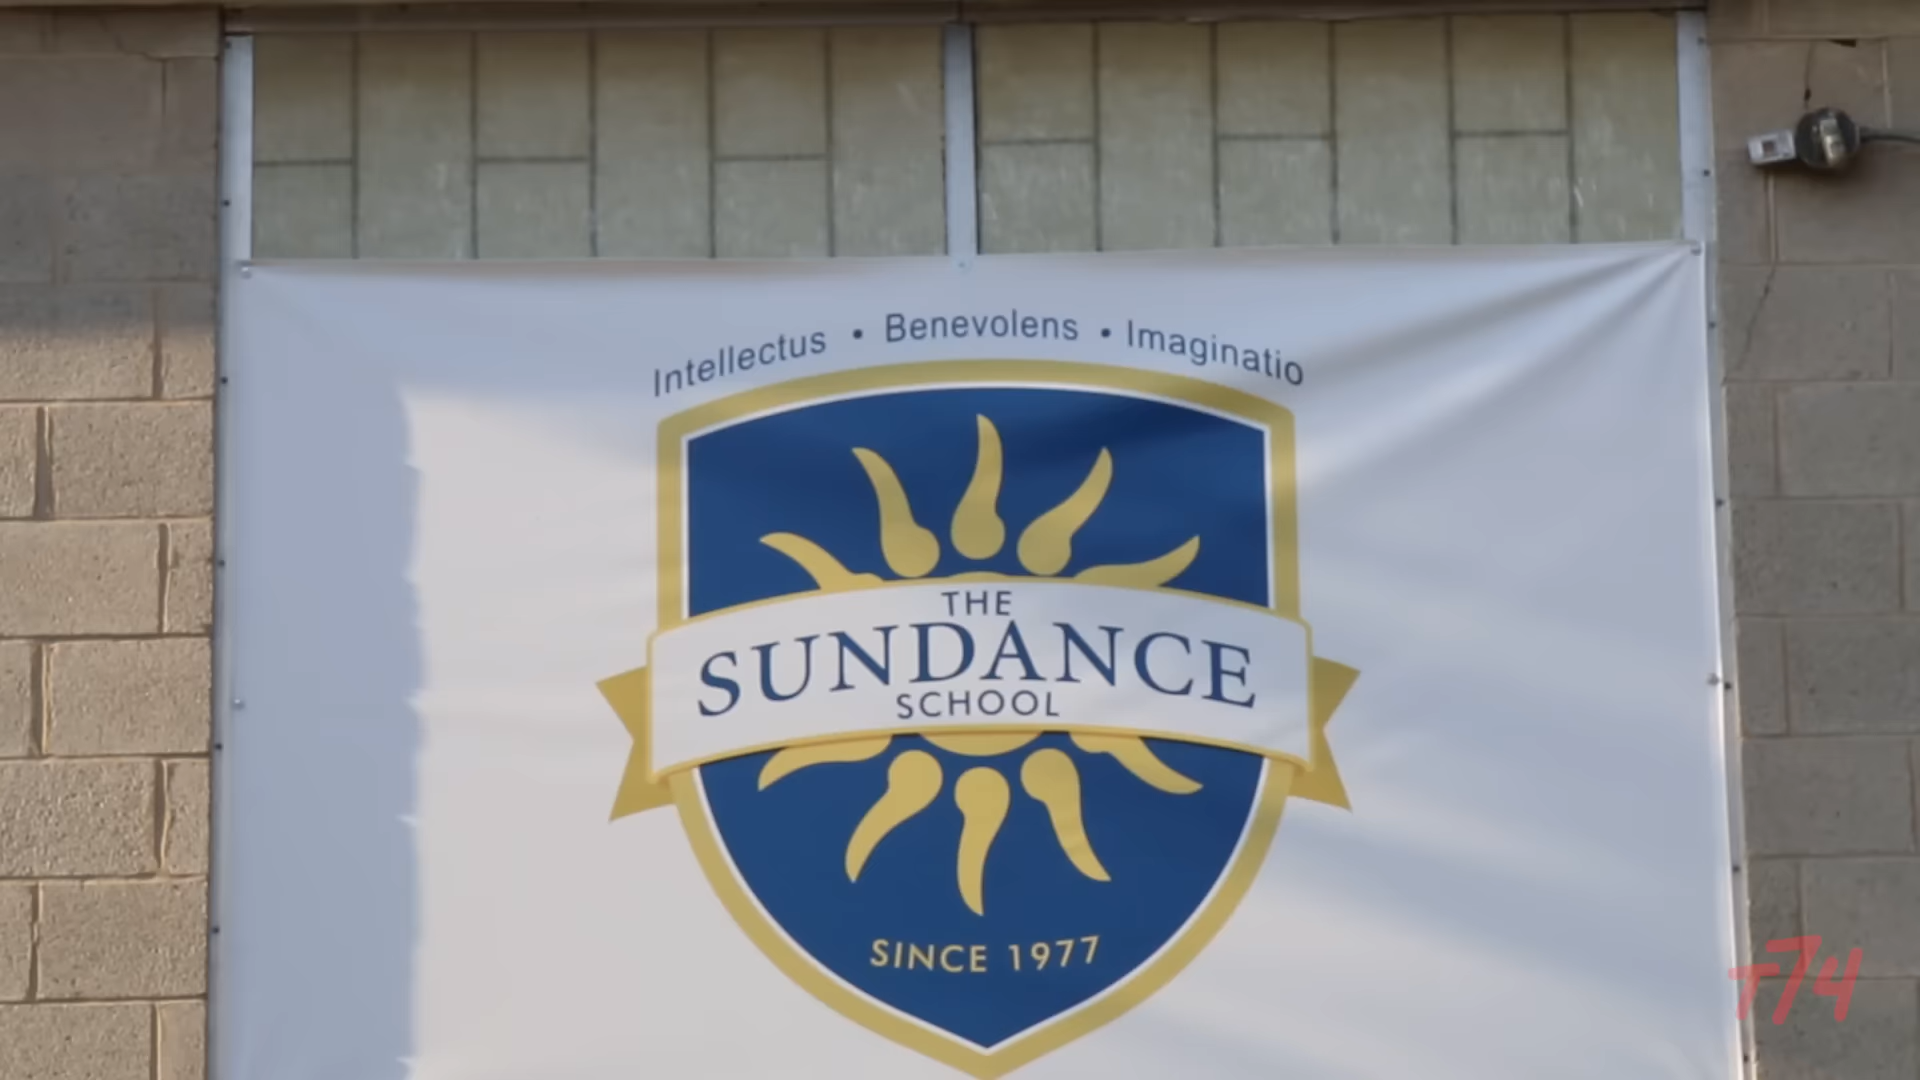 Intellectus • Benevolens • Imaginatio
THE
SUNDANCE
SCHOOL
SINCE 1977
T74